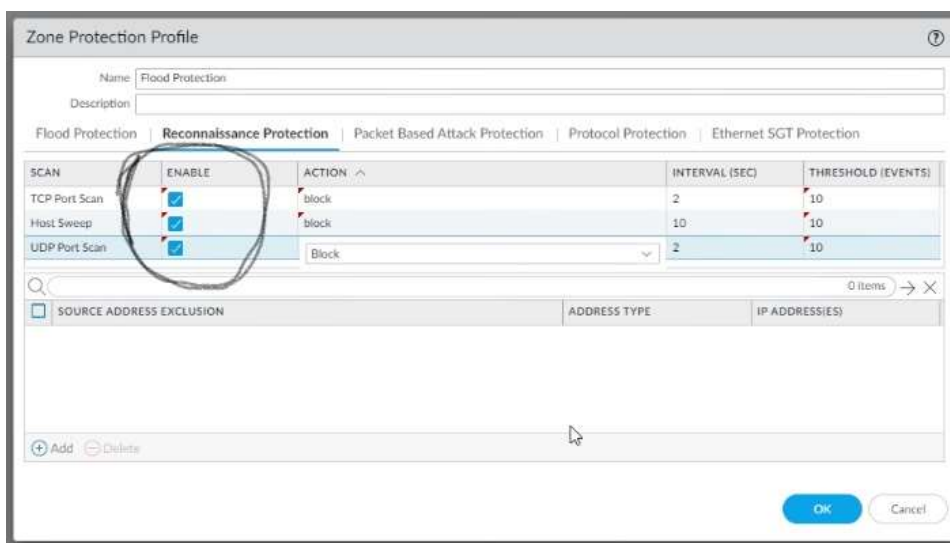 Zone Protection Profile
Name Flood Protection
Description
Flood Protection | Reconnaissance Protection | Packet Based Attack Protection | Protocol Protection | Ethernet SGT Protection
SCAN ENABLE ACTION INTERVAL (SEC) THRESHOLD (EVENTS)
TCP Port Scan block 2 10
Host Sweep block 10 10
UDP Port Scan Block 2 10
0 items
SOURCE ADDRESS EXCLUSION ADDRESS TYPE IP ADDRESS(ES)
Add Delete
OK Cancel